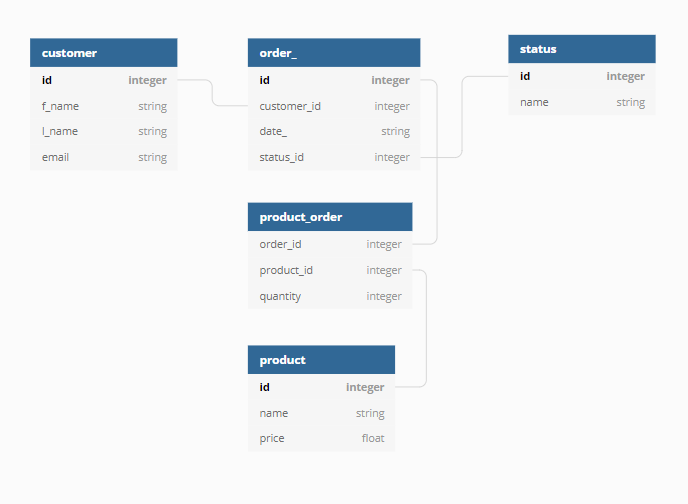 customer
id integer
f_name string
l_name string
email string
order_
id integer
customer_id integer
date_ string
status_id integer
status
id integer
name string
product_order
order_id integer
product_id integer
quantity integer
product
id integer
name string
price float